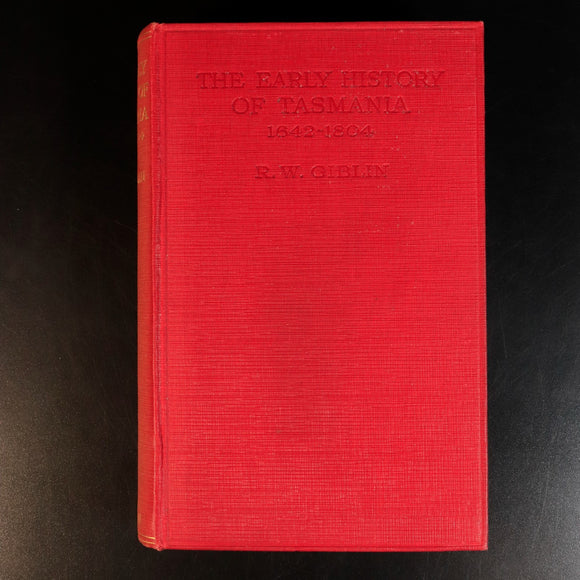 THE EARLY HISTORY
OF TASMANIA
1642-1804
R. W. GIBLIN